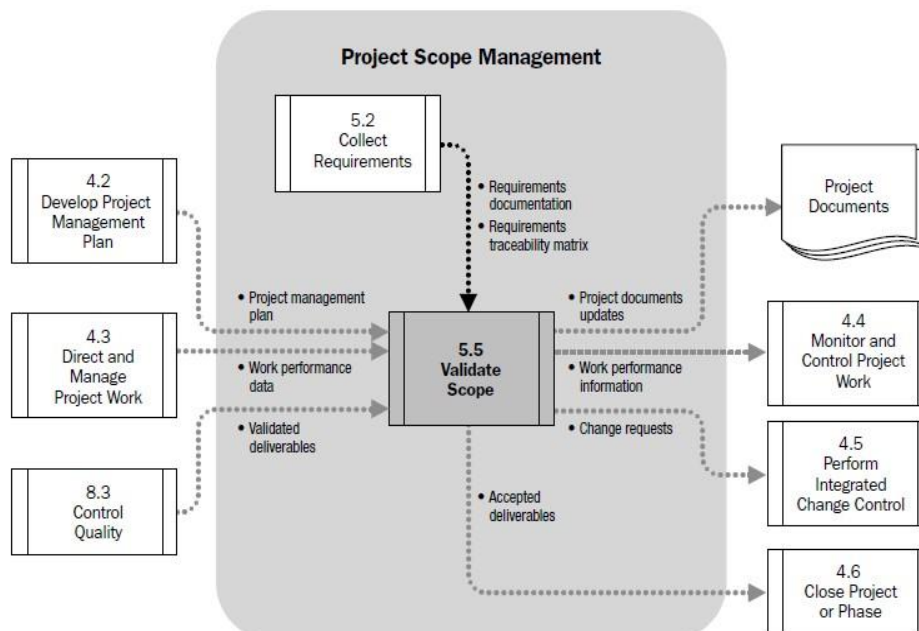 Project Scope Management
5.2
Collect
Requirements
4.2
Develop Project
Management
Plan
• Requirements
documentation
• Requirements
traceability matrix
Project
Documents
• Project management
plan
• Project documents
updates
4.3
Direct and
Manage
Project Work
5.5
Validate
Scope
4.4
Monitor and
Control Project
Work
• Work performance
data
• Work performance
information
• Validated
deliverables
• Change requests
4.5
Perform
Integrated
Change Control
8.3
Control
Quality
• Accepted
deliverables
4.6
Close Project
or Phase